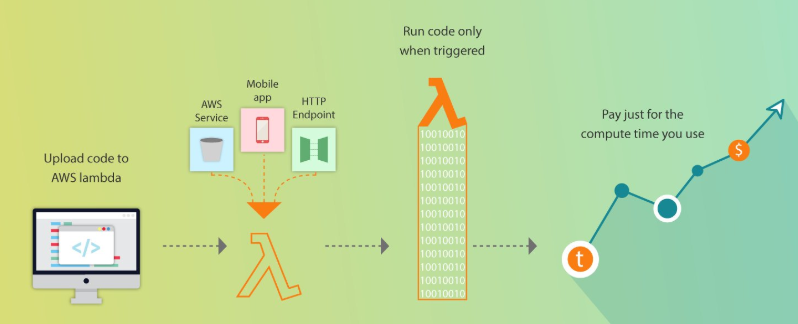 Upload code to
AWS lambda
</>
AWS
Service
Mobile
app
HTTP
Endpoint
Run code only
when triggered
10010010
10010010
10010010
10010010
10010010
10010010
10010010
10010010
10010010
10010010
10010010
10010010
10010010
Pay just for the
compute time you use
t
$